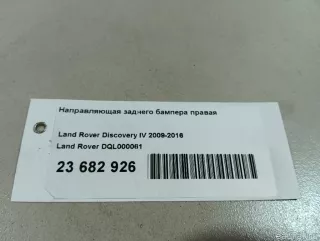 Направляющая заднего бампера правая
Land Rover Discovery IV 2009-2016
Land Rover DQL000061
23 682 926